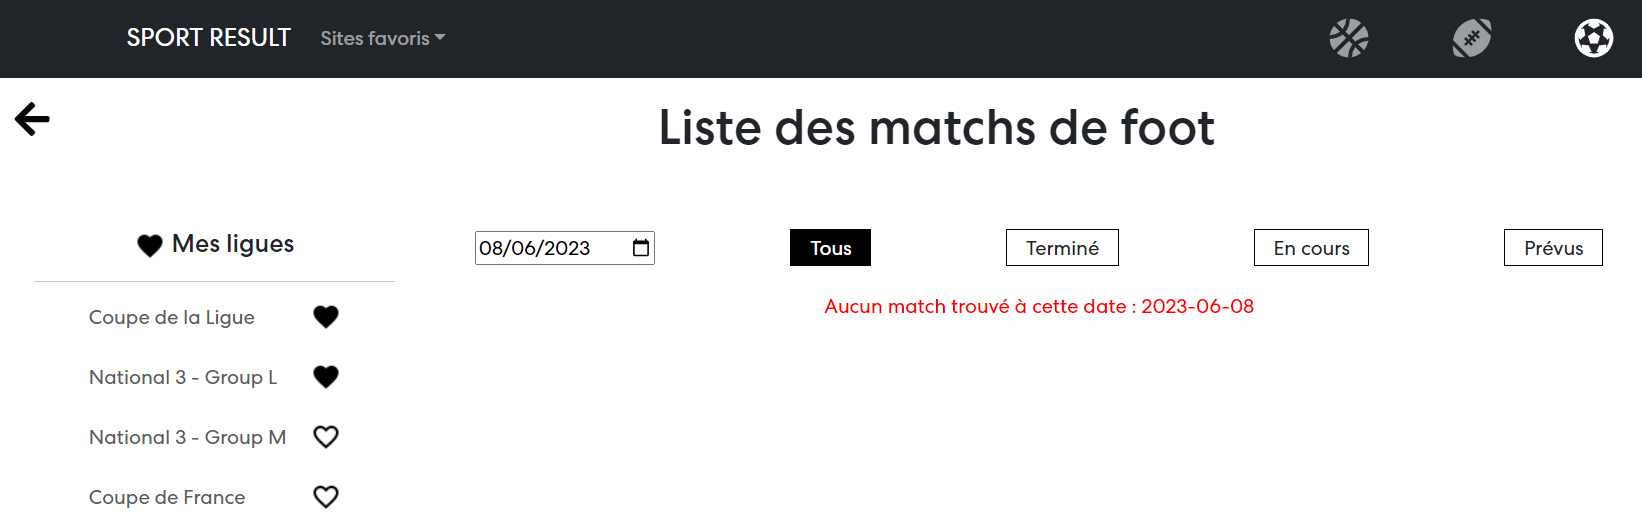 SPORT RESULT
Sites favoris
Liste des matchs de foot
Mes ligues
08/06/2023
Tous
Terminé
En cours
Prévus
Aucun match trouvé à cette date : 2023-06-08
Coupe de la Ligue
National 3 - Group L
National 3 - Group M
Coupe de France